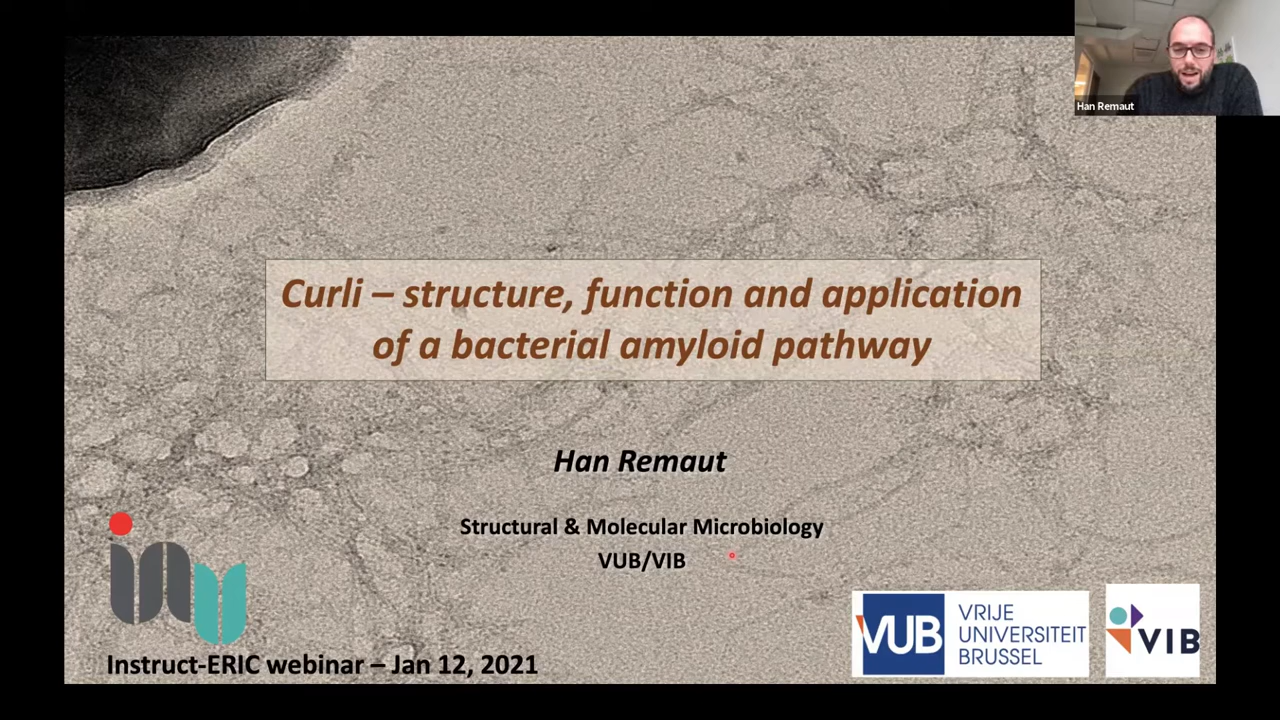 Han Remaut
Curli – structure, function and application
of a bacterial amyloid pathway
Han Remaut
Structural & Molecular Microbiology
VUB/VIB
Instruct-ERIC webinar – Jan 12, 2021
VUB
VRIJE
UNIVERSITEIT
BRUSSEL
VIB